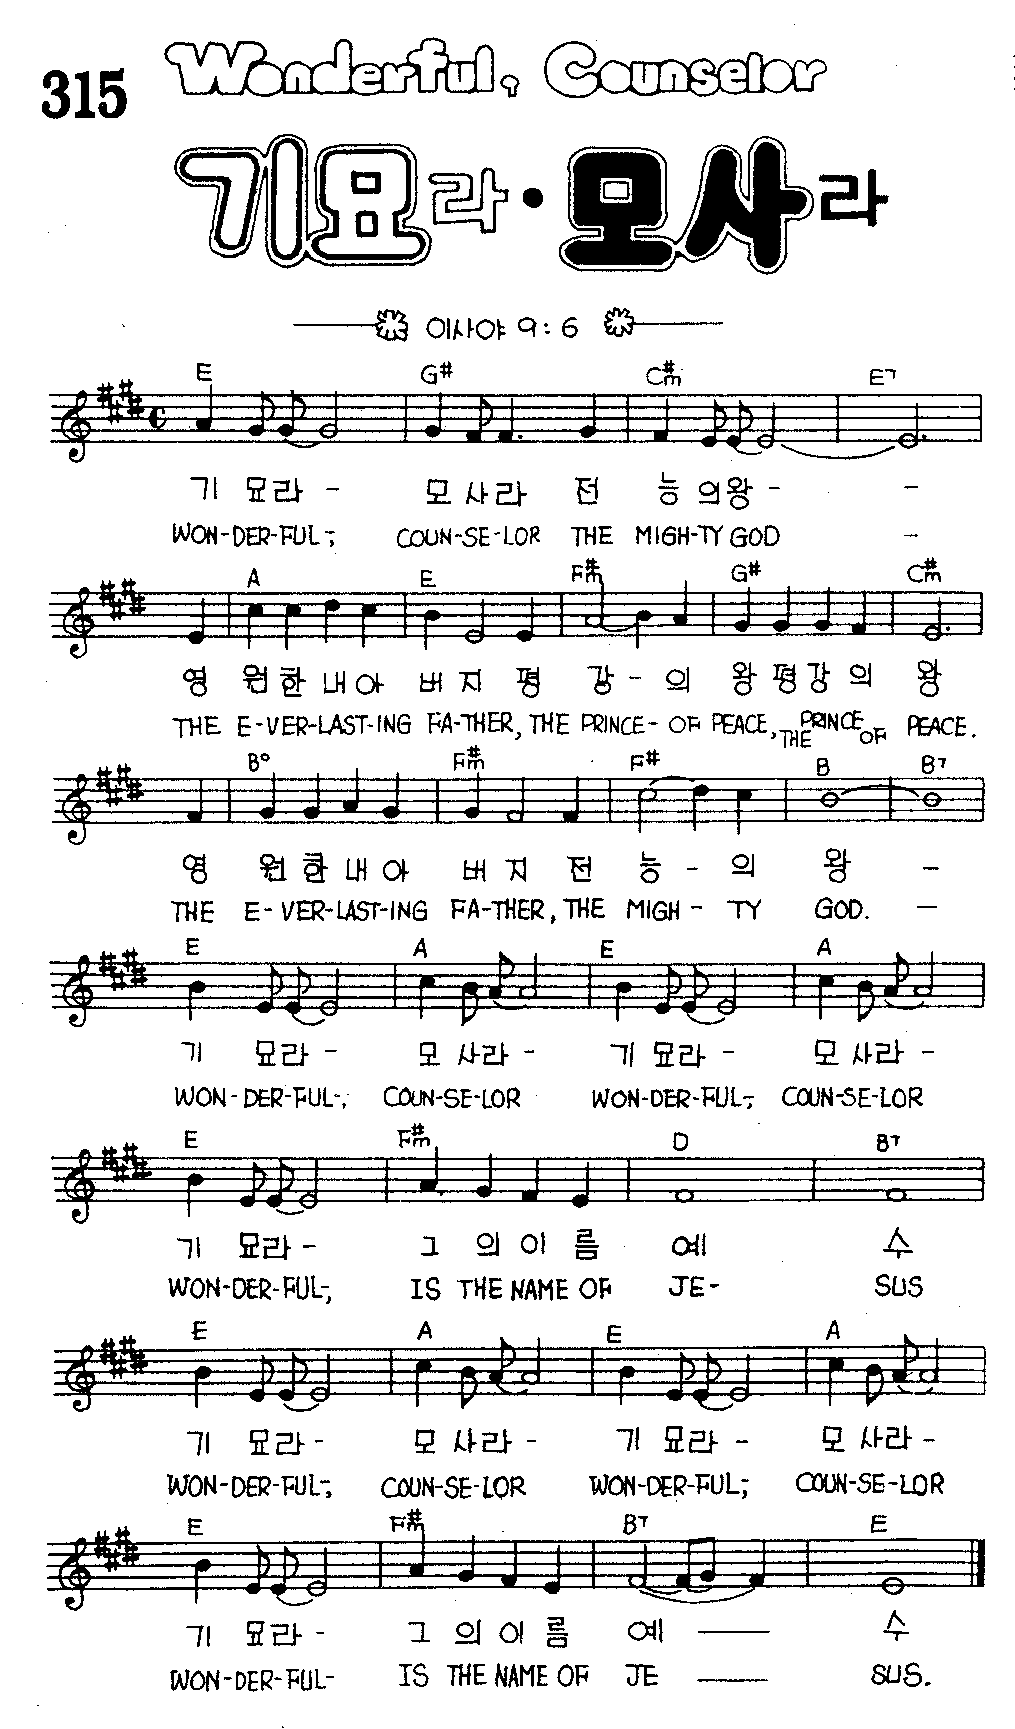 315
Wonderful, Counselor
기묘라·모사라
이사야 9:6
E G# C#m E7
기 묘라 - 모 사라 전 능의왕 - -
WON-DER-FUL-; COUN-SE-LOR THE MIGH-TY GOD -
A E F#m G# C#m
영 원한내아 버지 평 강 - 의 왕평강의 왕
THE E-VER-LAST-ING FA-THER, THE PRINCE - OF PEACE, THE PRINCE OF PEACE.
B° F#m F# B B7
영 원한내아 버지 전 능 - 의 왕 -
THE E-VER-LAST-ING FA-THER, THE MIGH - TY GOD. -
E A E A
기 묘라 - 모 사라 - 기 묘라 - 모 사라 -
WON-DER-FUL-, COUN-SE-LOR WON-DER-FUL-; COUN-SE-LOR
E F#m D B7
기 묘라 - 그 의이름 예 수
WON-DER-FUL-, IS THE NAME OF JE- SUS
E A E A
기 묘라 - 모 사라 - 기 묘라 - 모 사라 -
WON-DER-FUL-; COUN-SE-LOR WON-DER-FUL; COUN-SE-LOR
E F#m B7 E
기 묘라 - 그 의이름 예 — 수
WON-DER-FUL- IS THE NAME OF JE — SUS.